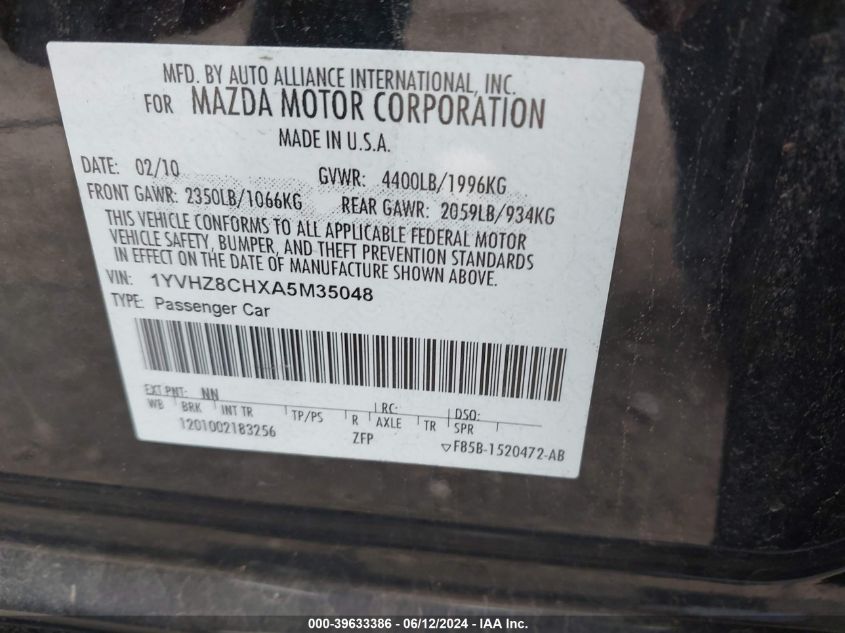 MFD. BY AUTO ALLIANCE INTERNATIONAL, INC.
FOR MAZDA MOTOR CORPORATION
MADE IN U.S.A.
DATE: 02/10 GVWR: 4400LB/1996KG
FRONT GAWR: 2350LB/1066KG REAR GAWR: 2059LB/934KG
THIS VEHICLE CONFORMS TO ALL APPLICABLE FEDERAL MOTOR
VEHICLE SAFETY, BUMPER, AND THEFT PREVENTION STANDARDS
IN EFFECT ON THE DATE OF MANUFACTURE SHOWN ABOVE.
VIN: 1YVHZ8CHXA5M35048
TYPE: Passenger Car
EXT PNT: NN RC: DSO:
WB BRK INT TR TP/PS R AXLE TR SPR
1201002183256 ZFP
▽F85B-1520472-AB
000-39633386 - 06/12/2024 - IAA Inc.